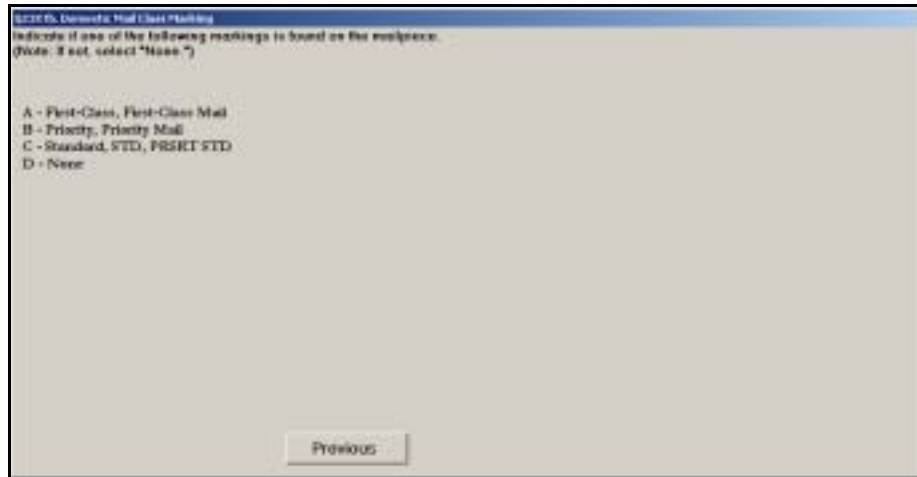 Domestic Mail Class Marking
Indicate if one of the following markings is found on the mailpiece.
(Note: If not, select "None.")
A - First-Class, First-Class Mail
B - Priority, Priority Mail
C - Standard, STD, PRSRT STD
D - None
Previous